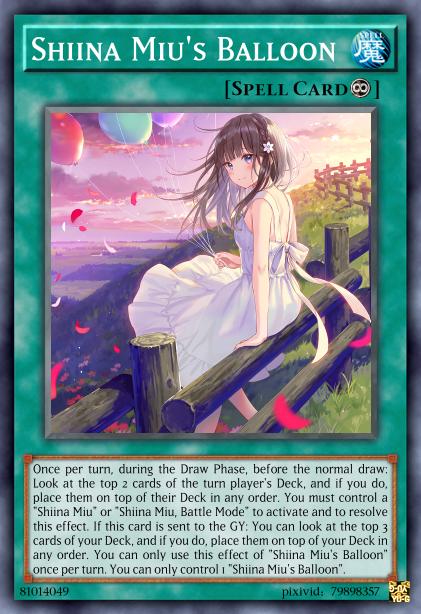 SHIINA MIU'S BALLOON
SPELL
魔
[SPELL CARD]
Once per turn, during the Draw Phase, before the normal draw:
Look at the top 2 cards of the turn player's Deck, and if you do,
place them on top of their Deck in any order. You must control a
"Shiina Miu" or "Shiina Miu, Battle Mode" to activate and to resolve
this effect. If this card is sent to the GY: You can look at the top 3
cards of your Deck, and if you do, place them on top of your Deck in
any order. You can only use this effect of "Shiina Miu's Balloon"
once per turn. You can only control 1 "Shiina Miu's Balloon".
81014049 pixivid: 79898357